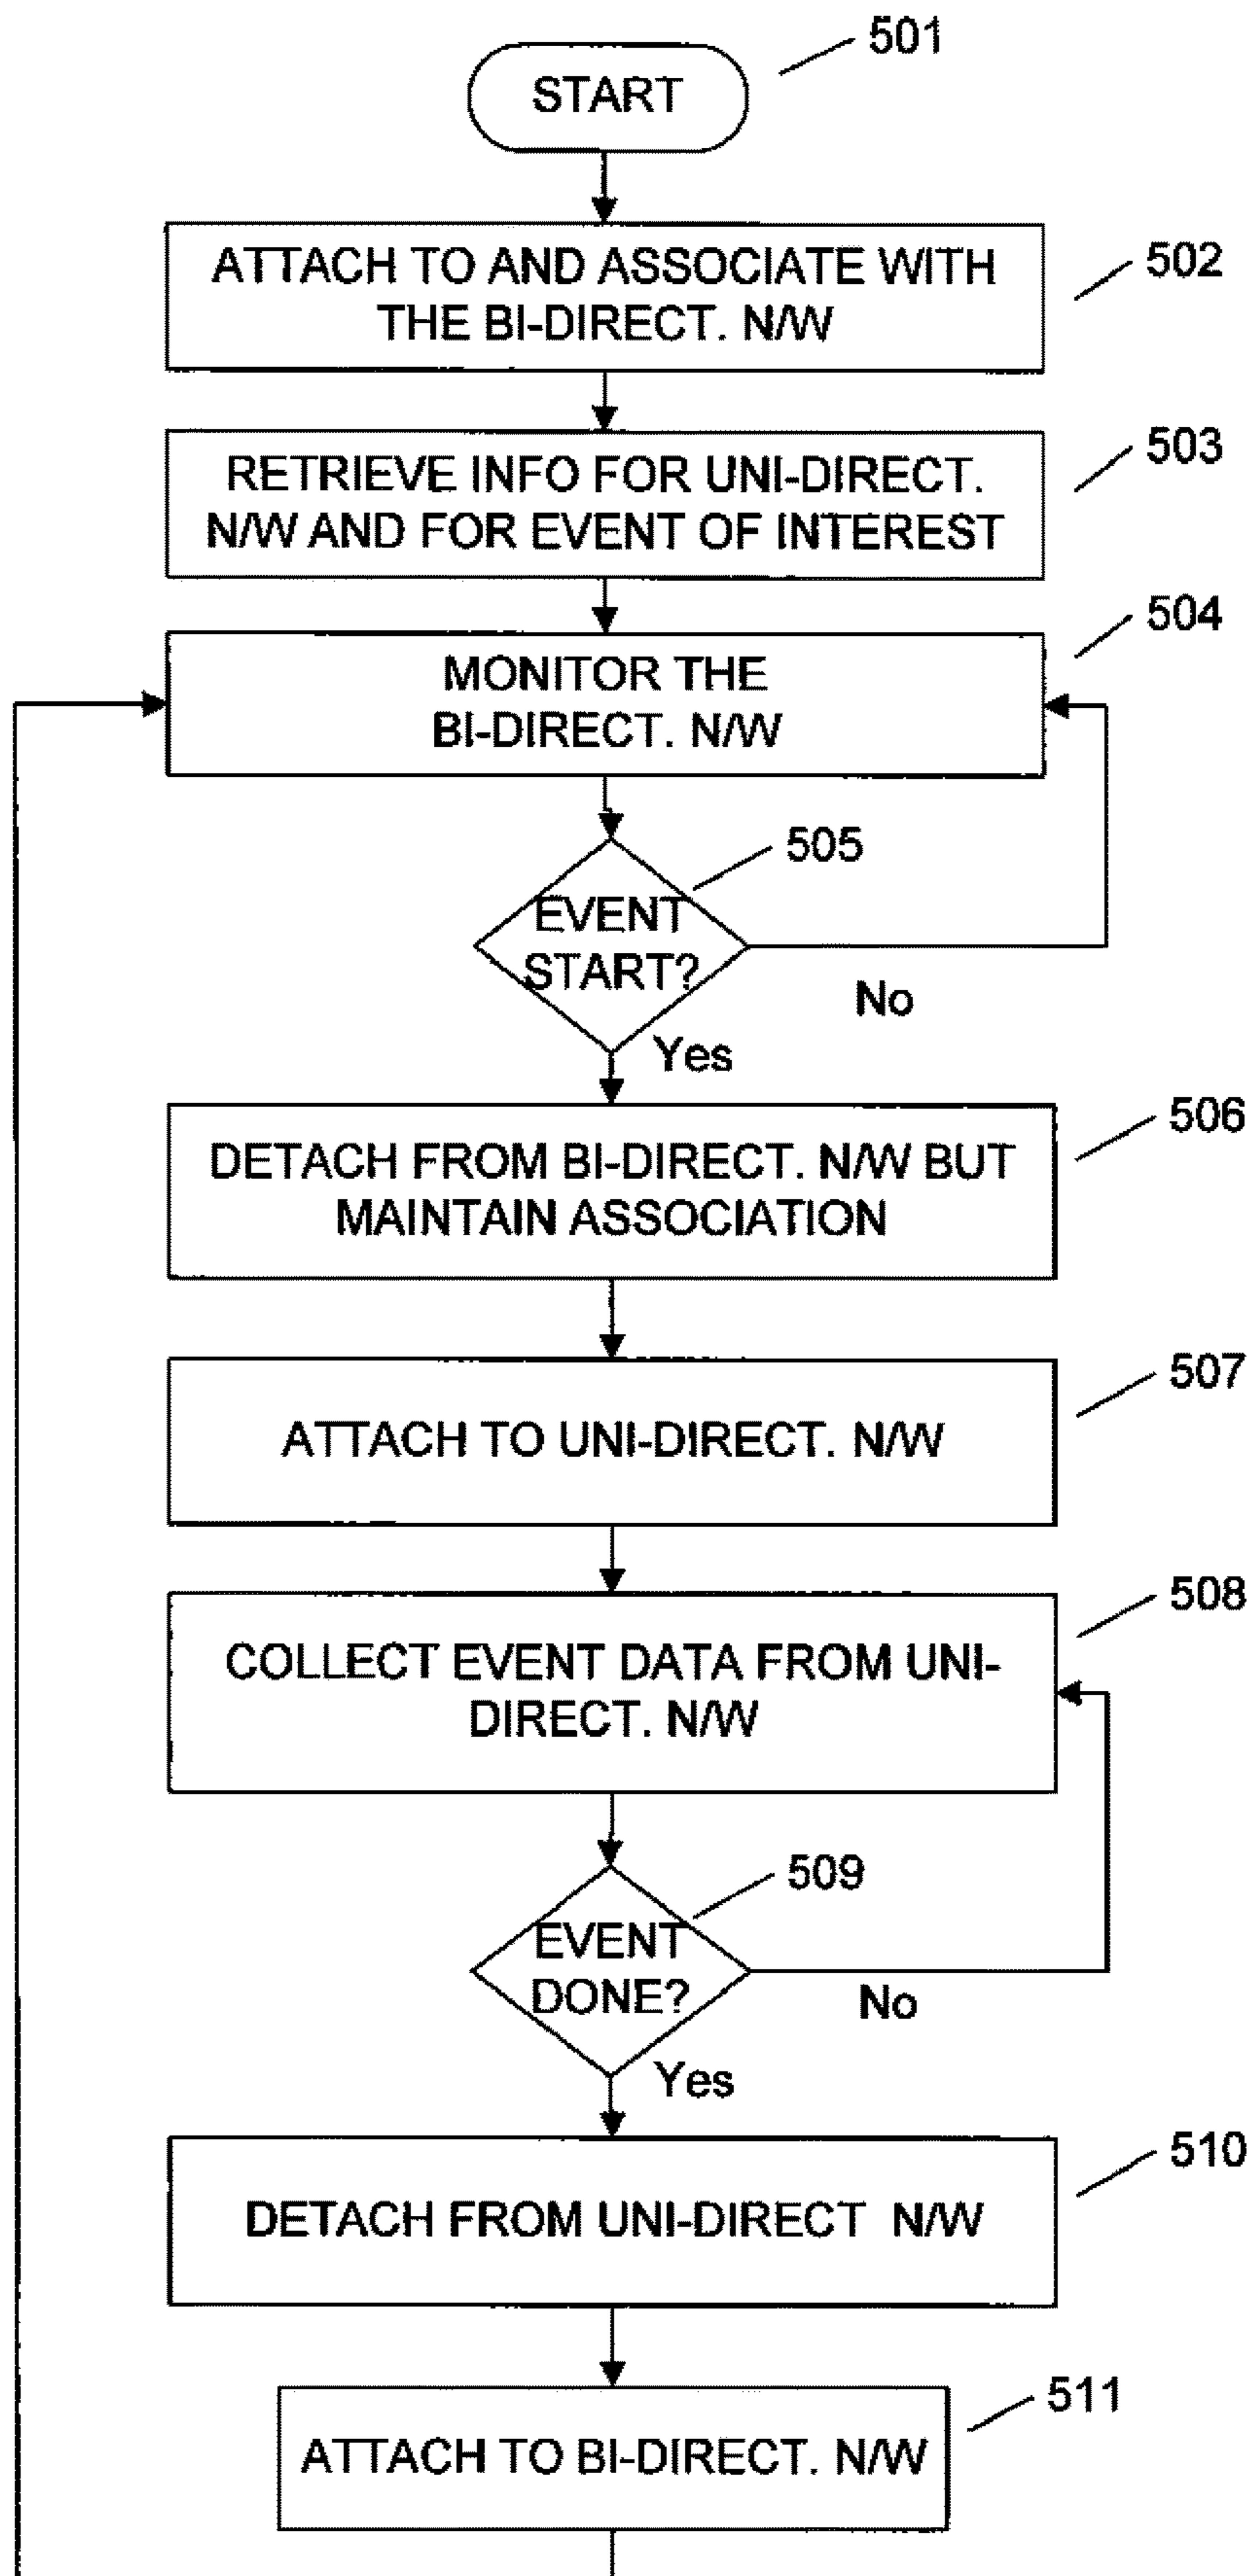 501
START
502
ATTACH TO AND ASSOCIATE WITH
THE BI-DIRECT. N/W
503
RETRIEVE INFO FOR UNI-DIRECT.
N/W AND FOR EVENT OF INTEREST
504
MONITOR THE
BI-DIRECT. N/W
505
EVENT
START?
No
Yes
506
DETACH FROM BI-DIRECT. N/W BUT
MAINTAIN ASSOCIATION
507
ATTACH TO UNI-DIRECT. N/W
508
COLLECT EVENT DATA FROM UNI-
DIRECT. N/W
509
EVENT
DONE?
No
Yes
510
DETACH FROM UNI-DIRECT N/W
511
ATTACH TO BI-DIRECT. N/W